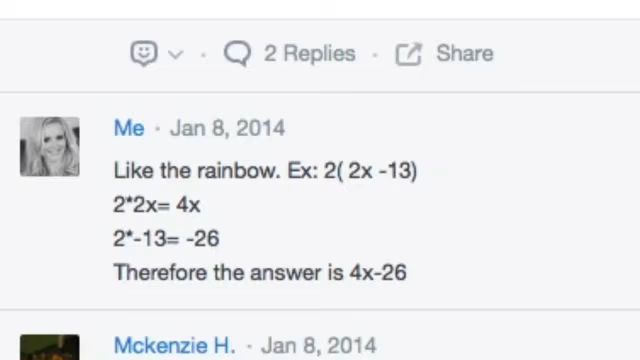 2 Replies · Share
Me · Jan 8, 2014
Like the rainbow. Ex: 2( 2x -13)
2*2x= 4x
2*-13= -26
Therefore the answer is 4x-26
Mckenzie H. · Jan 8, 2014